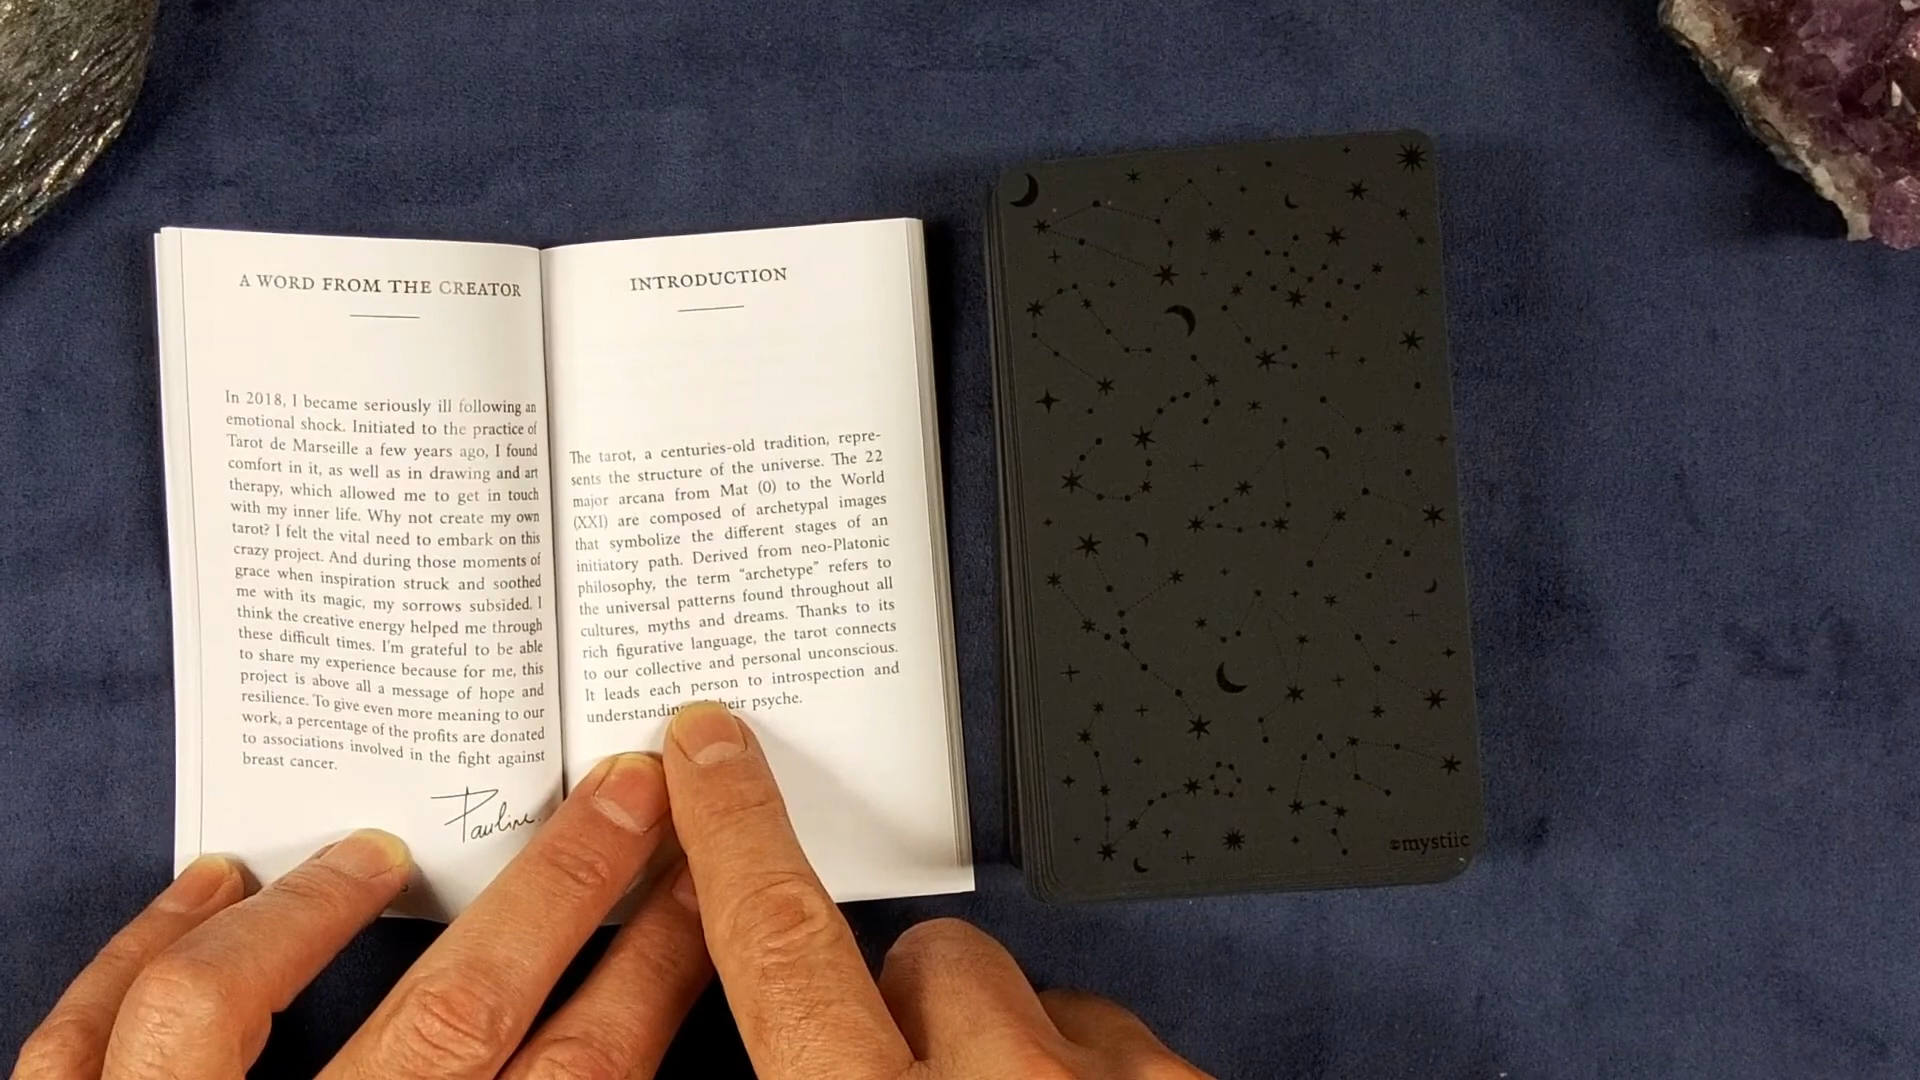 A WORD FROM THE CREATOR
In 2018, I became seriously ill following an
emotional shock. Initiated to the practice of
Tarot de Marseille a few years ago, I found
comfort in it, as well as in drawing and art
therapy, which allowed me to get in touch
with my inner life. Why not create my own
tarot? I felt the vital need to embark on this
crazy project. And during those moments of
grace when inspiration struck and soothed
me with its magic, my sorrows subsided. I
think the creative energy helped me through
these difficult times. I'm grateful to be able
to share my experience because for me, this
project is above all a message of hope and
resilience. To give even more meaning to our
work, a percentage of the profits are donated
to associations involved in the fight against
breast cancer.
Pauline.
INTRODUCTION
The tarot, a centuries-old tradition, repre-
sents the structure of the universe. The 22
major arcana from Mat (0) to the World
(XXI) are composed of archetypal images
that symbolize the different stages of an
initiatory path. Derived from neo-Platonic
philosophy, the term "archetype" refers to
the universal patterns found throughout all
cultures, myths and dreams. Thanks to its
rich figurative language, the tarot connects
to our collective and personal unconscious.
It leads each person to introspection and
psyche.
mystiic